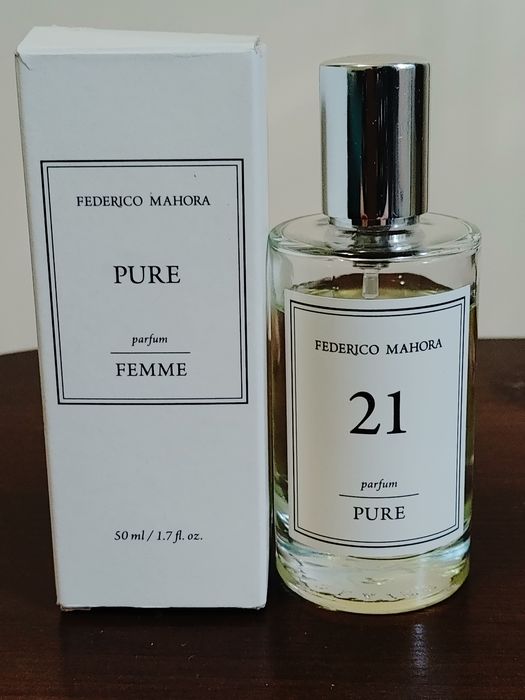 FEDERICO MAHORA
PURE
parfum
FEMME
50 ml / 1.7 fl. oz.
FEDERICO MAHORA
21
parfum
PURE